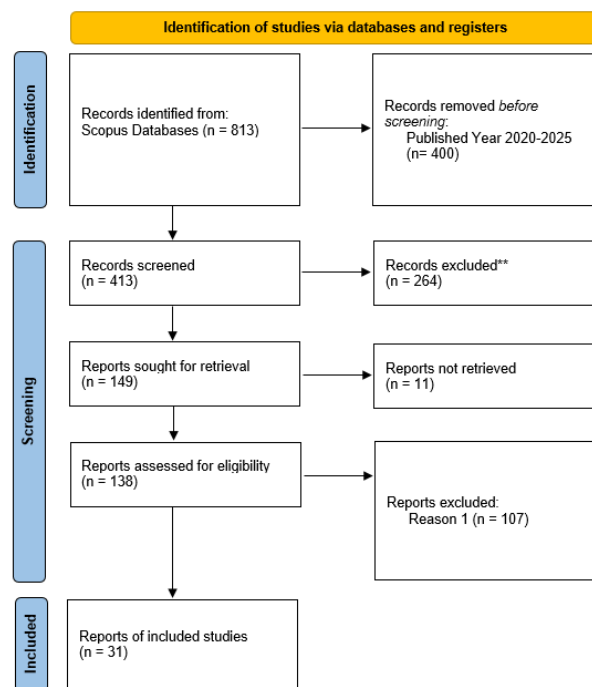 Identification of studies via databases and registers
Identification
Records identified from:
Scopus Databases (n = 813)
Records removed before
screening:
Published Year 2020-2025
(n= 400)
Screening
Records screened
(n = 413)
Records excluded**
(n = 264)
Reports sought for retrieval
(n = 149)
Reports not retrieved
(n = 11)
Reports assessed for eligibility
(n = 138)
Reports excluded:
Reason 1 (n = 107)
Included
Reports of included studies
(n = 31)